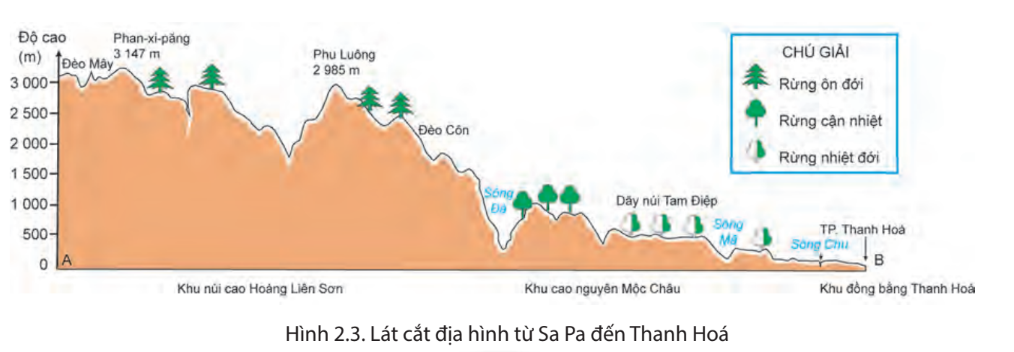 Độ cao
(m)
Đèo Mây
Phan-xi-păng
3 147 m
Phu Luông
2 985 m
Đèo Côn
3 000
2 500
2 000
1 500
1 000
500
0
A
Sông
Đà
Dãy núi Tam Điệp
Sông
Mã
Sông Chu
TP. Thanh Hoá
B
CHÚ GIẢI
Rừng ôn đới
Rừng cận nhiệt
Rừng nhiệt đới
Khu núi cao Hoàng Liên Sơn
Khu cao nguyên Mộc Châu
Khu đồng bằng Thanh Hoá
Hình 2.3. Lát cắt địa hình từ Sa Pa đến Thanh Hoá